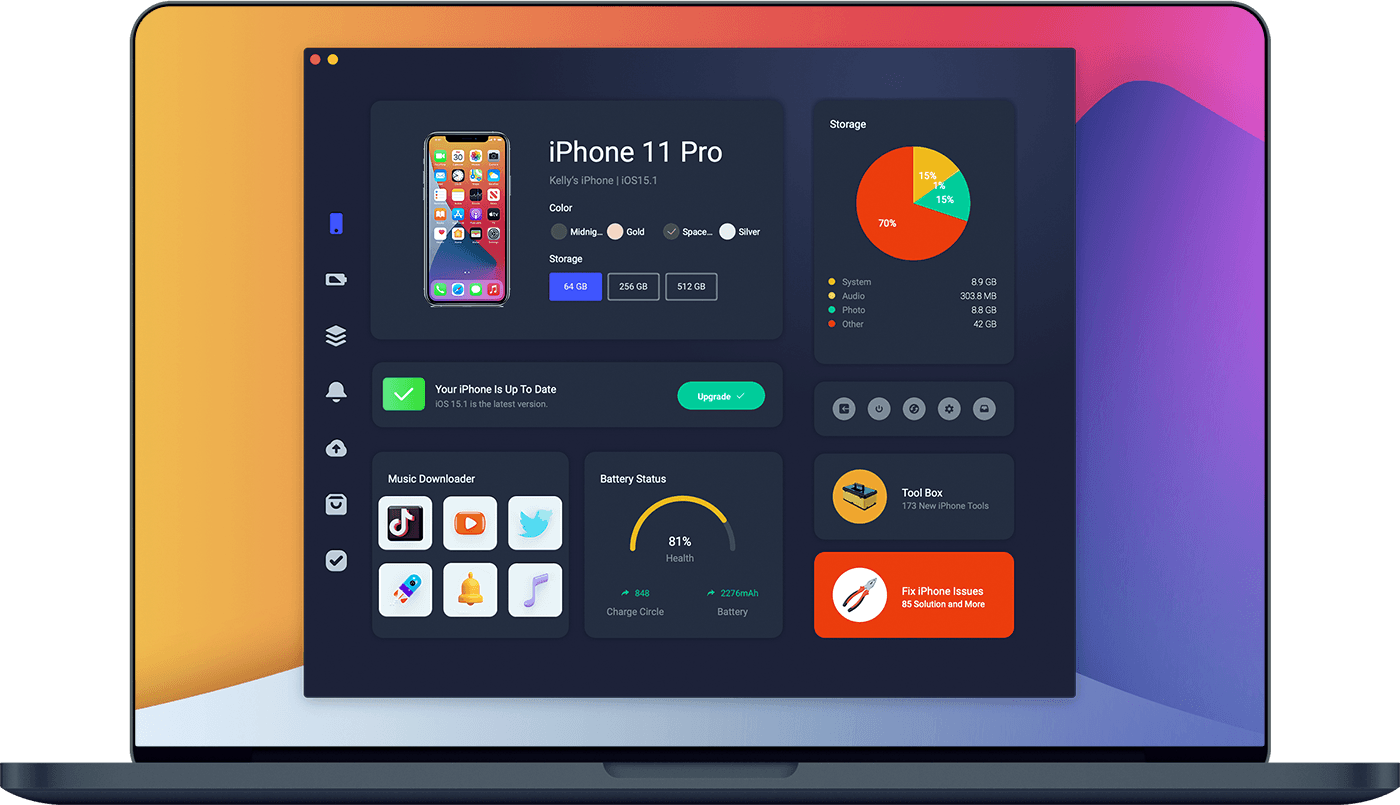 iPhone 11 Pro
Kelly's iPhone | iOS15.1
Color
Midnig... Gold Space... Silver
Storage
64 GB 256 GB 512 GB
Storage
15%
1%
15%
70%
System 8.9 GB
Audio 303.8 MB
Photo 8.8 GB
Other 42 GB
Your iPhone Is Up To Date
iOS 15.1 is the latest version.
Upgrade
Music Downloader
Battery Status
81%
Health
848 2276mAh
Charge Circle Battery
Tool Box
173 New iPhone Tools
Fix iPhone Issues
85 Solution and More
30